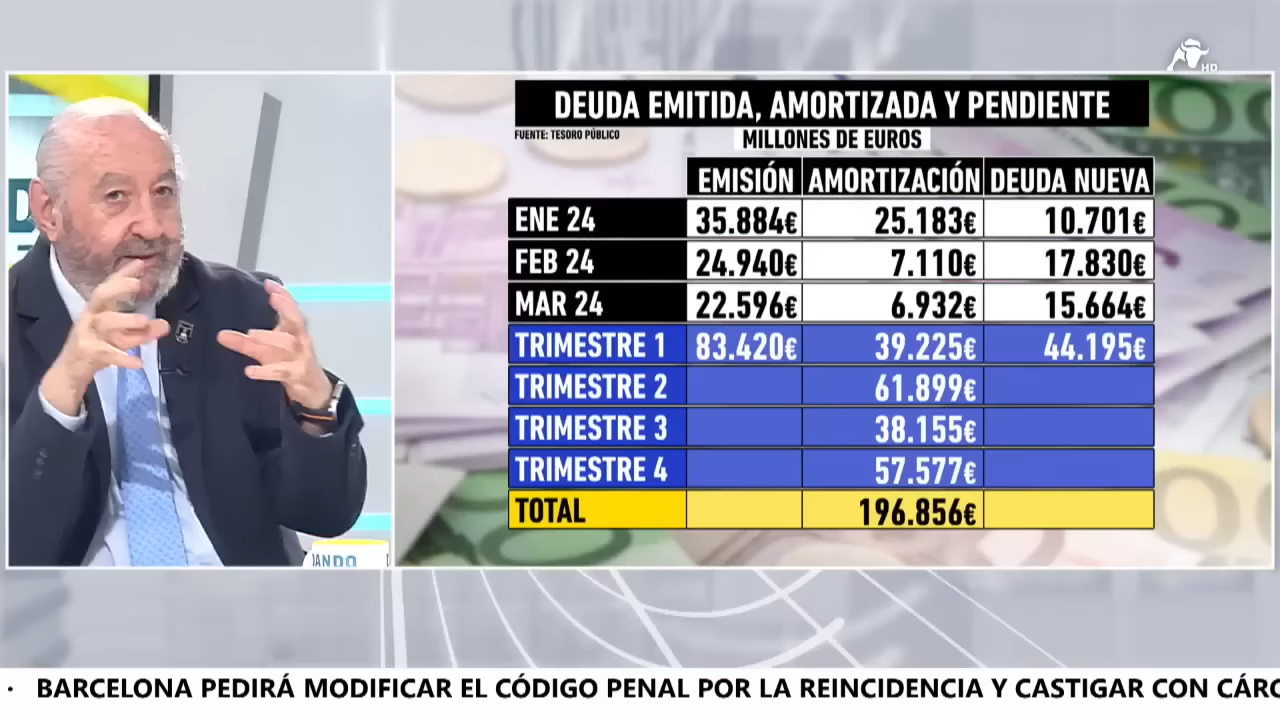 HD
DEUDA EMITIDA, AMORTIZADA Y PENDIENTE
FUENTE: TESORO PÚBLICO
MILLONES DE EUROS
EMISIÓN AMORTIZACIÓN DEUDA NUEVA
ENE 24 35.884€ 25.183€ 10.701€
FEB 24 24.940€ 7.110€ 17.830€
MAR 24 22.596€ 6.932€ 15.664€
TRIMESTRE 1 83.420€ 39.225€ 44.195€
TRIMESTRE 2 61.899€
TRIMESTRE 3 38.155€
TRIMESTRE 4 57.577€
TOTAL 196.856€
DANDO
· BARCELONA PEDIRÁ MODIFICAR EL CÓDIGO PENAL POR LA REINCIDENCIA Y CASTIGAR CON CÁRC